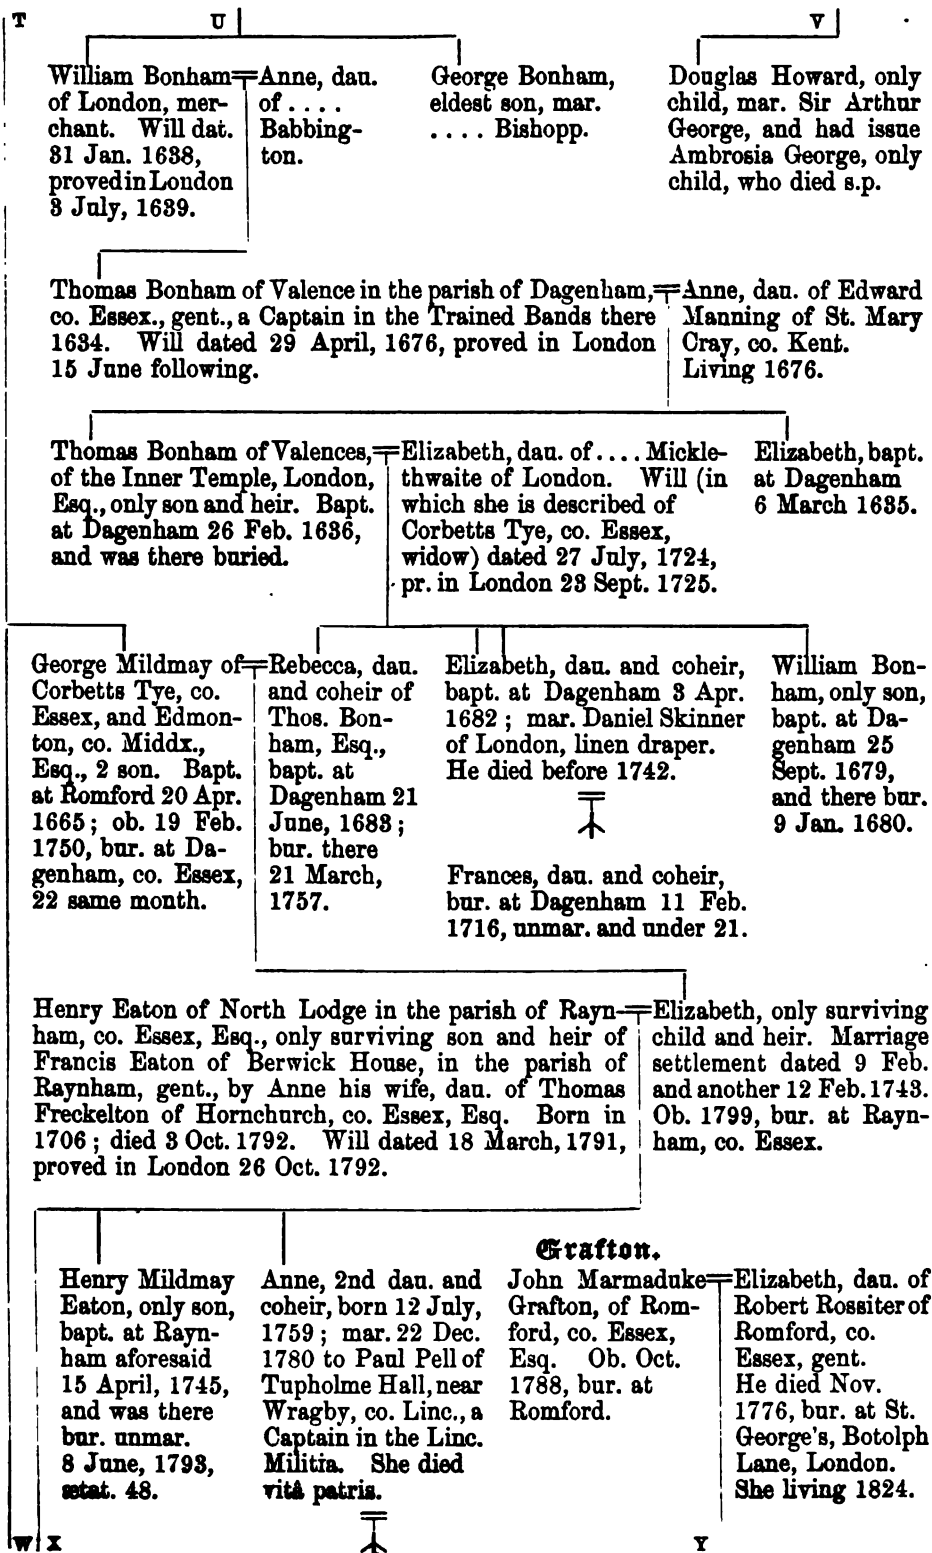 T U V
William Bonham=Anne, dau.
of London, mer-
chant. Will dat.
31 Jan. 1638,
proved in London
3 July, 1639.
of . . . .
Babbing-
ton.
George Bonham,
eldest son, mar.
. . . . Bishopp.
Douglas Howard, only
child, mar. Sir Arthur
George, and had issue
Ambrosia George, only
child, who died s.p.
Thomas Bonham of Valence in the parish of Dagenham,=Anne, dau. of Edward
co. Essex., gent., a Captain in the Trained Bands there
1634. Will dated 29 April, 1676, proved in London
15 June following.
Manning of St. Mary
Cray, co. Kent.
Living 1676.
Thomas Bonham of Valences,=Elizabeth, dau. of . . . . Mickle-
of the Inner Temple, London,
Esq., only son and heir. Bapt.
at Dagenham 26 Feb. 1636,
and was there buried.
thwaite of London. Will (in
which she is described of
Corbetts Tye, co. Essex,
widow) dated 27 July, 1724,
pr. in London 23 Sept. 1725.
Elizabeth, bapt.
at Dagenham
6 March 1635.
George Mildmay of=Rebecca, dau.
Corbetts Tye, co.
Essex, and Edmon-
ton, co. Middx.,
Esq., 2 son. Bapt.
at Romford 20 Apr.
1665; ob. 19 Feb.
1750, bur. at Da-
genham, co. Essex,
22 same month.
and coheir of
Thos. Bon-
ham, Esq.,
bapt. at
Dagenham 21
June, 1683;
bur. there
21 March,
1757.
Elizabeth, dau. and coheir,
bapt. at Dagenham 3 Apr.
1682; mar. Daniel Skinner
of London, linen draper.
He died before 1742.
Frances, dau. and coheir,
bur. at Dagenham 11 Feb.
1716, unmar. and under 21.
William Bon-
ham, only son,
bapt. at Da-
genham 25
Sept. 1679,
and there bur.
9 Jan. 1680.
Henry Eaton of North Lodge in the parish of Rayn-=Elizabeth, only surviving
ham, co. Essex, Esq., only surviving son and heir of
Francis Eaton of Berwick House, in the parish of
Raynham, gent., by Anne his wife, dau. of Thomas
Freckelton of Hornchurch, co. Essex, Esq. Born in
1706; died 3 Oct. 1792. Will dated 18 March, 1791,
proved in London 26 Oct. 1792.
child and heir. Marriage
settlement dated 9 Feb.
and another 12 Feb. 1743.
Ob. 1799, bur. at Rayn-
ham, co. Essex.
Henry Mildmay
Eaton, only son,
bapt. at Rayn-
ham aforesaid
15 April, 1745,
and was there
bur. unmar.
8 June, 1793,
ætat. 48.
Anne, 2nd dau. and
coheir, born 12 July,
1759; mar. 22 Dec.
1780 to Paul Pell of
Tupholme Hall, near
Wragby, co. Linc., a
Captain in the Linc.
Militia. She died
vitâ patris.
Grafton.
John Marmaduke=Elizabeth, dau. of
Grafton, of Rom-
ford, co. Essex,
Esq. Ob. Oct.
1788, bur. at
Romford.
Robert Rossiter of
Romford, co.
Essex, gent.
He died Nov.
1776, bur. at St.
George's, Botolph
Lane, London.
She living 1824.
W X Y